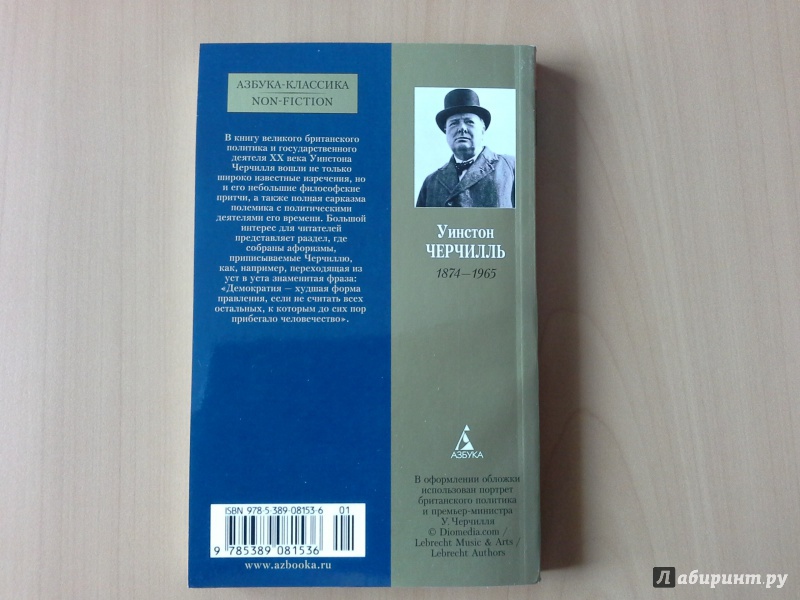 АЗБУКА-КЛАССИКА
NON-FICTION
В книгу великого британского
политика и государственного
деятеля XX века Уинстона
Черчилля вошли не только
широко известные изречения, но
и его небольшие философские
притчи, а также полная сарказма
полемика с политическими
деятелями его времени. Большой
интерес для читателей
представляет раздел, где
собраны афоризмы,
приписываемые Черчиллю,
как, например, переходящая из
уст в уста знаменитая фраза:
«Демократия — худшая форма
правления, если не считать всех
остальных, к которым до сих пор
прибегало человечество».
ISBN 978-5-389-08153-6
01
9 785389 081536
www.azbooka.ru
Уинстон
ЧЕРЧИЛЛЬ
1874—1965
АЗБУКА
В оформлении обложки
использован портрет
британского политика
и премьер-министра
У. Черчилля
© Diomedia.com /
Lebrecht Music & Arts /
Lebrecht Authors
Лабиринт.ру